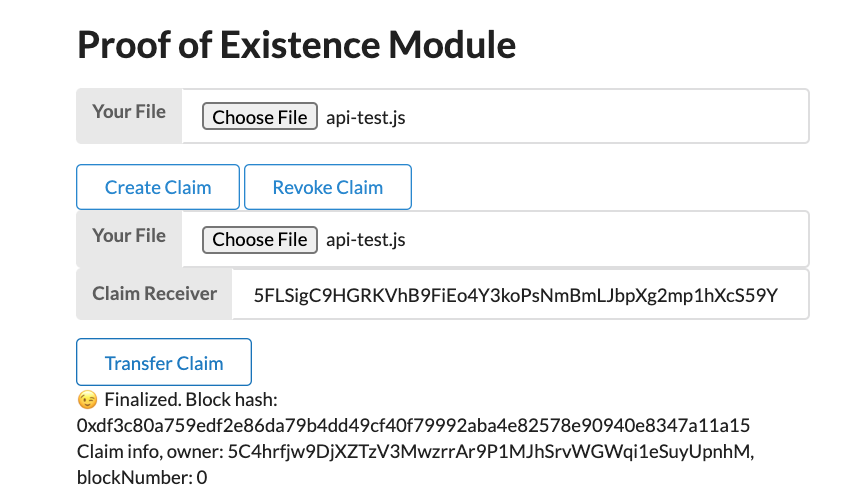 Proof of Existence Module
Your File Choose File api-test.js
Create Claim Revoke Claim
Your File Choose File api-test.js
Claim Receiver 5FLSigC9HGRKVhB9FiEo4Y3koPsNmBmLJbpXg2mp1hXcS59Y
Transfer Claim
😉 Finalized. Block hash:
0xdf3c80a759edf2e86da79b4dd49cf40f79992aba4e82578e90940e8347a11a15
Claim info, owner: 5C4hrfjw9DjXZTzV3MwzrrAr9P1MJhSrvWGWqi1eSuyUpnhM,
blockNumber: 0